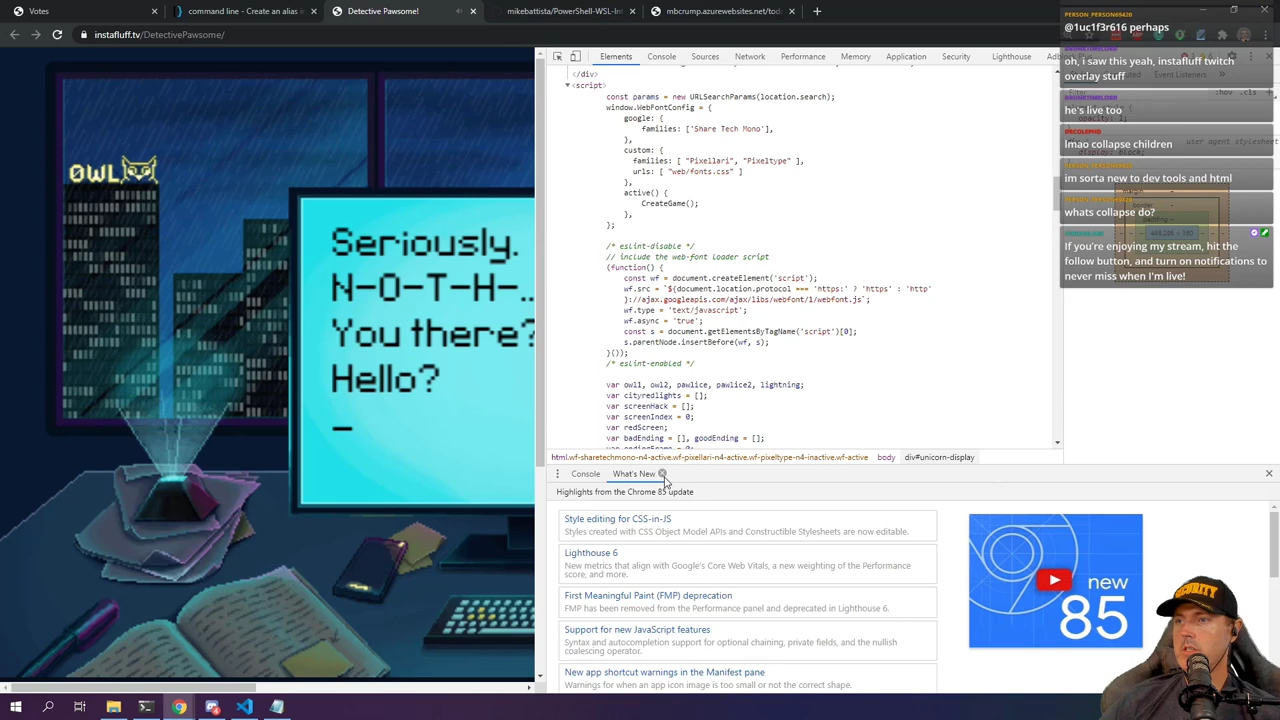 Votes
command line - Create an alias i
Detective Pawsome!
mikebattista/PowerShell-WSL-Int
mbcrump.azurewebsites.net/tod
instafluff.tv/DetectivePawsome/
OWL
Seriously.
N-O-T-H-..
You there?
Hello?
_
Elements
Console
Sources
Network
Performance
Memory
Application
Security
Lighthouse
</div>
<script>
const params = new URLSearchParams(location.search);
window.WebFontConfig = {
google: {
families: ['Share Tech Mono'],
},
custom: {
families: [ "Pixellari", "Pixeltype" ],
urls: [ "web/fonts.css" ]
},
active() {
CreateGame();
},
};
/* eslint-disable */
// include the web-font loader script
(function() {
const wf = document.createElement('script');
wf.src = `${document.location.protocol === 'https:' ? 'https' : 'http'
}://ajax.googleapis.com/ajax/libs/webfont/1/webfont.js`;
wf.type = 'text/javascript';
wf.async = 'true';
const s = document.getElementsByTagName('script')[0];
s.parentNode.insertBefore(wf, s);
}());
/* eslint-enabled */
var owl1, owl2, pawlice, pawlice2, lightning;
var cityredlights = [];
var screenHack = [];
var screenIndex = 0;
var redScreen;
var badEnding = [], goodEnding = [];
html.wf-sharetechmono-n4-active.wf-pixellari-n4-active.wf-pixeltype-n4-inactive.wf-active
body
div#unicorn-display
Console
What's New
Highlights from the Chrome 85 update
Style editing for CSS-in-JS
Styles created with CSS Object Model APIs and Constructible Stylesheets are now editable.
Lighthouse 6
New metrics that align with Google's Core Web Vitals, a new weighting of the Performance
score, and more.
First Meaningful Paint (FMP) deprecation
FMP has been removed from the Performance panel and deprecated in Lighthouse 6.
Support for new JavaScript features
Syntax and autocompletion support for optional chaining, private fields, and the nullish
coalescing operator.
New app shortcut warnings in the Manifest pane
Warnings for when an app icon image is too small or not the correct shape.
new
85
PERSON_PERSON69420
@1uc1f3r616 perhaps
oh, i saw this yeah, instafluff twitch
overlay stuff
he's live too
lmao collapse children
im sorta new to dev tools and html
whats collapse do?
If you're enjoying my stream, hit the
follow button, and turn on notifications to
never miss when I'm live!
Event Listeners
:hov .cls
user agent stylesheet
SECURITY